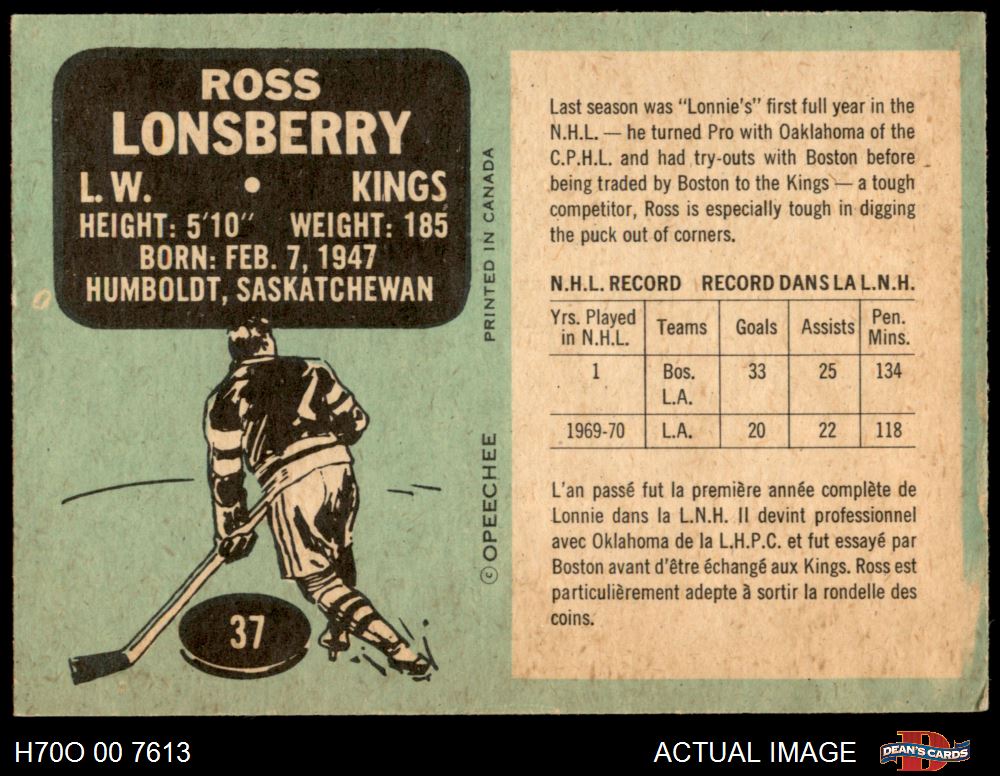 ROSS
LONSBERRY
L.W. • KINGS
HEIGHT: 5'10" WEIGHT: 185
BORN: FEB. 7, 1947
HUMBOLDT, SASKATCHEWAN
37
PRINTED IN CANADA
© OPEECHEE
Last season was "Lonnie's" first full year in the
N.H.L. — he turned Pro with Oaklahoma of the
C.P.H.L. and had try-outs with Boston before
being traded by Boston to the Kings — a tough
competitor, Ross is especially tough in digging
the puck out of corners.
N.H.L. RECORD RECORD DANS LA L.N.H.
Yrs. Played in N.H.L. Teams Goals Assists Pen. Mins.
1 Bos. 33 25 134
L.A.
1969-70 L.A. 20 22 118
L'an passé fut la première année complète de
Lonnie dans la L.N.H. Il devint professionnel
avec Oklahoma de la L.H.P.C. et fut essayé par
Boston avant d'être échangé aux Kings. Ross est
particulièrement adepte à sortir la rondelle des
coins.
H70O 00 7613
ACTUAL IMAGE
DEAN'S CARDS